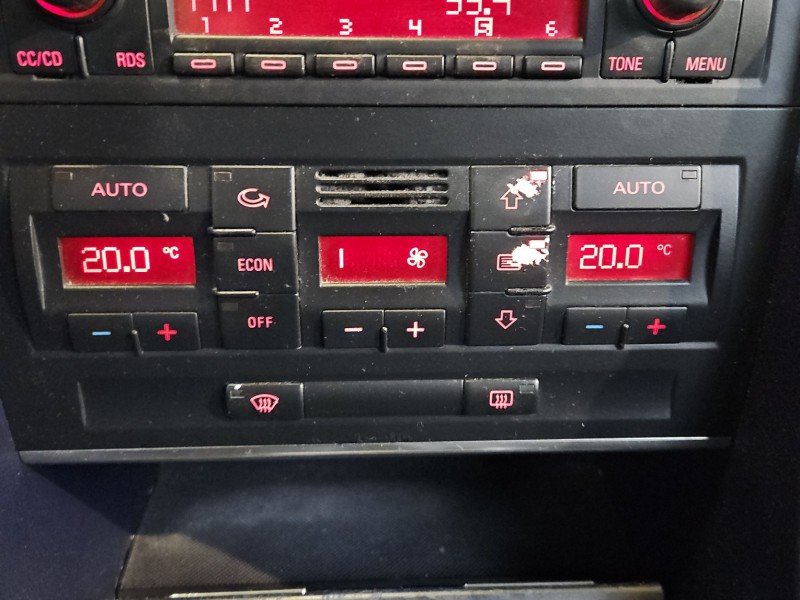 1 2 3 4 5 6
CC/CD RDS TONE MENU
AUTO AUTO
20.0 °C ECON 1 20.0 °C
OFF
− + − + − +